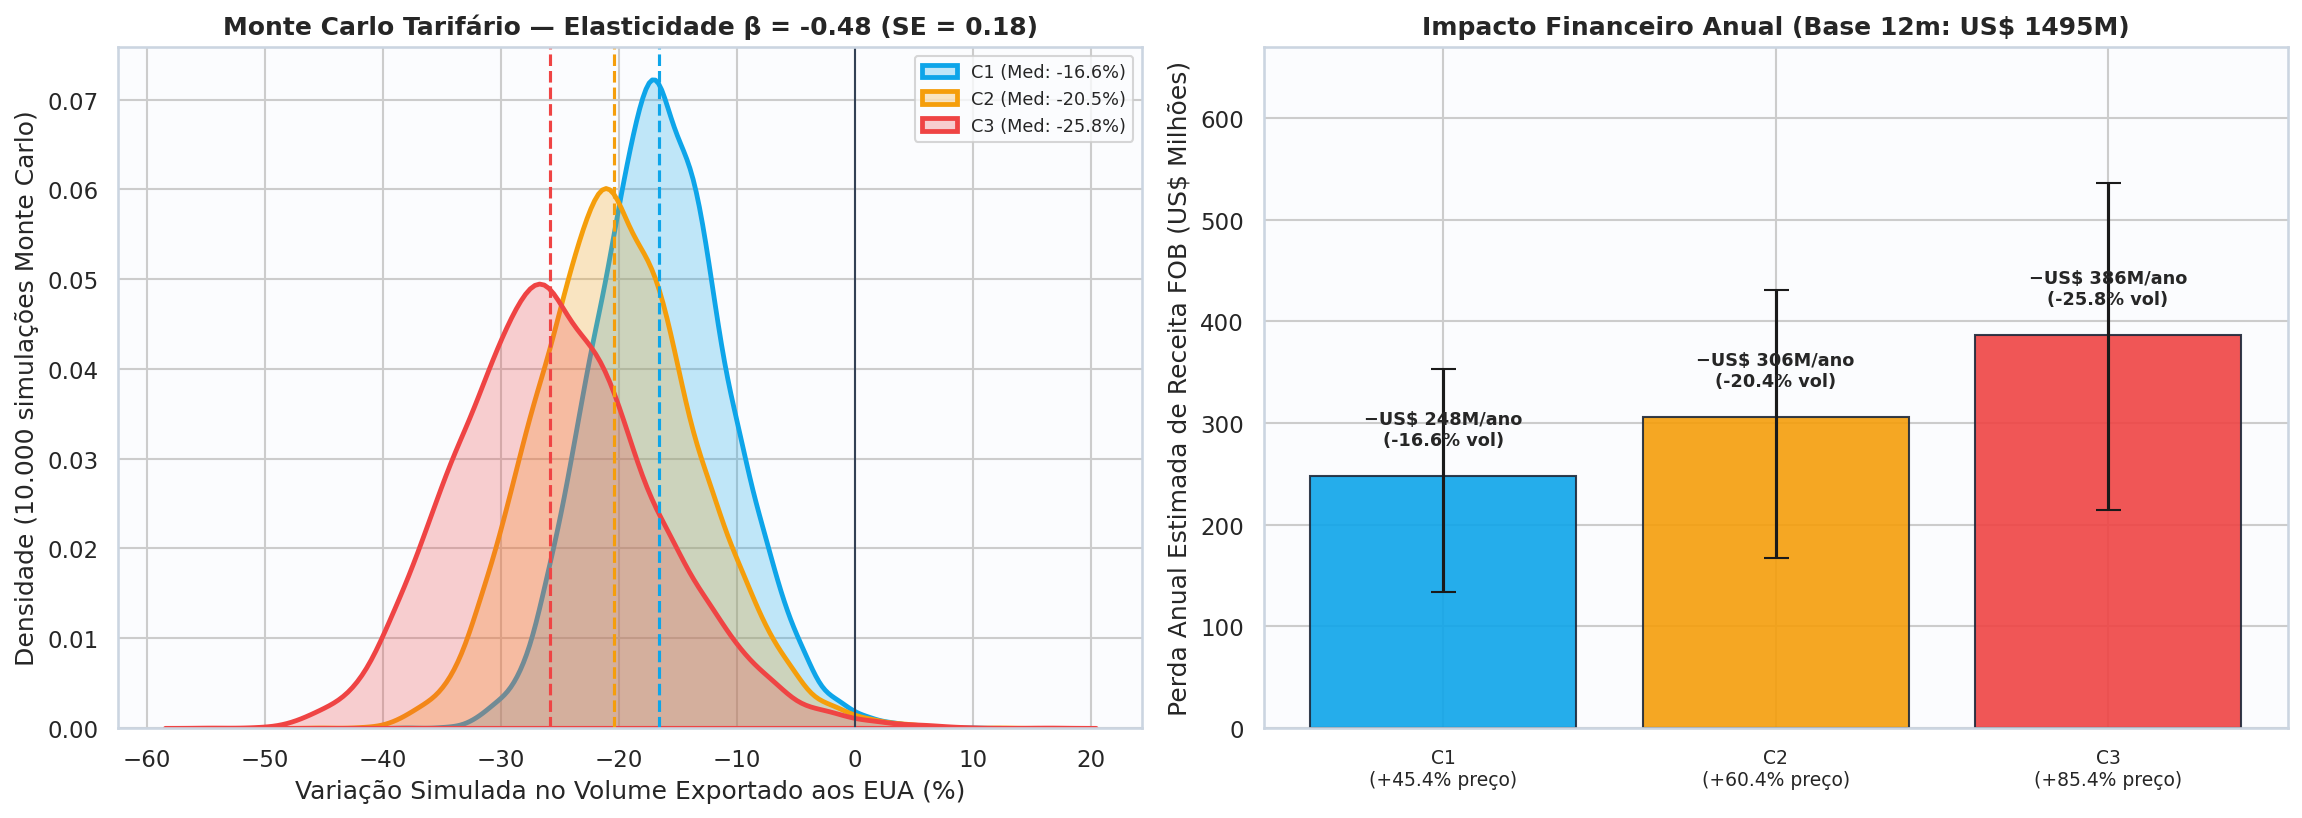 Monte Carlo Tarifário — Elasticidade β = -0.48 (SE = 0.18)
Densidade (10.000 simulações Monte Carlo)
0.07
0.06
0.05
0.04
0.03
0.02
0.01
0.00
C1 (Med: -16.6%)
C2 (Med: -20.5%)
C3 (Med: -25.8%)
−60 −50 −40 −30 −20 −10 0 10 20
Variação Simulada no Volume Exportado aos EUA (%)
Impacto Financeiro Anual (Base 12m: US$ 1495M)
Perda Anual Estimada de Receita FOB (US$ Milhões)
600
500
400
300
200
100
0
−US$ 248M/ano
(-16.6% vol)
−US$ 306M/ano
(-20.4% vol)
−US$ 386M/ano
(-25.8% vol)
C1
(+45.4% preço)
C2
(+60.4% preço)
C3
(+85.4% preço)